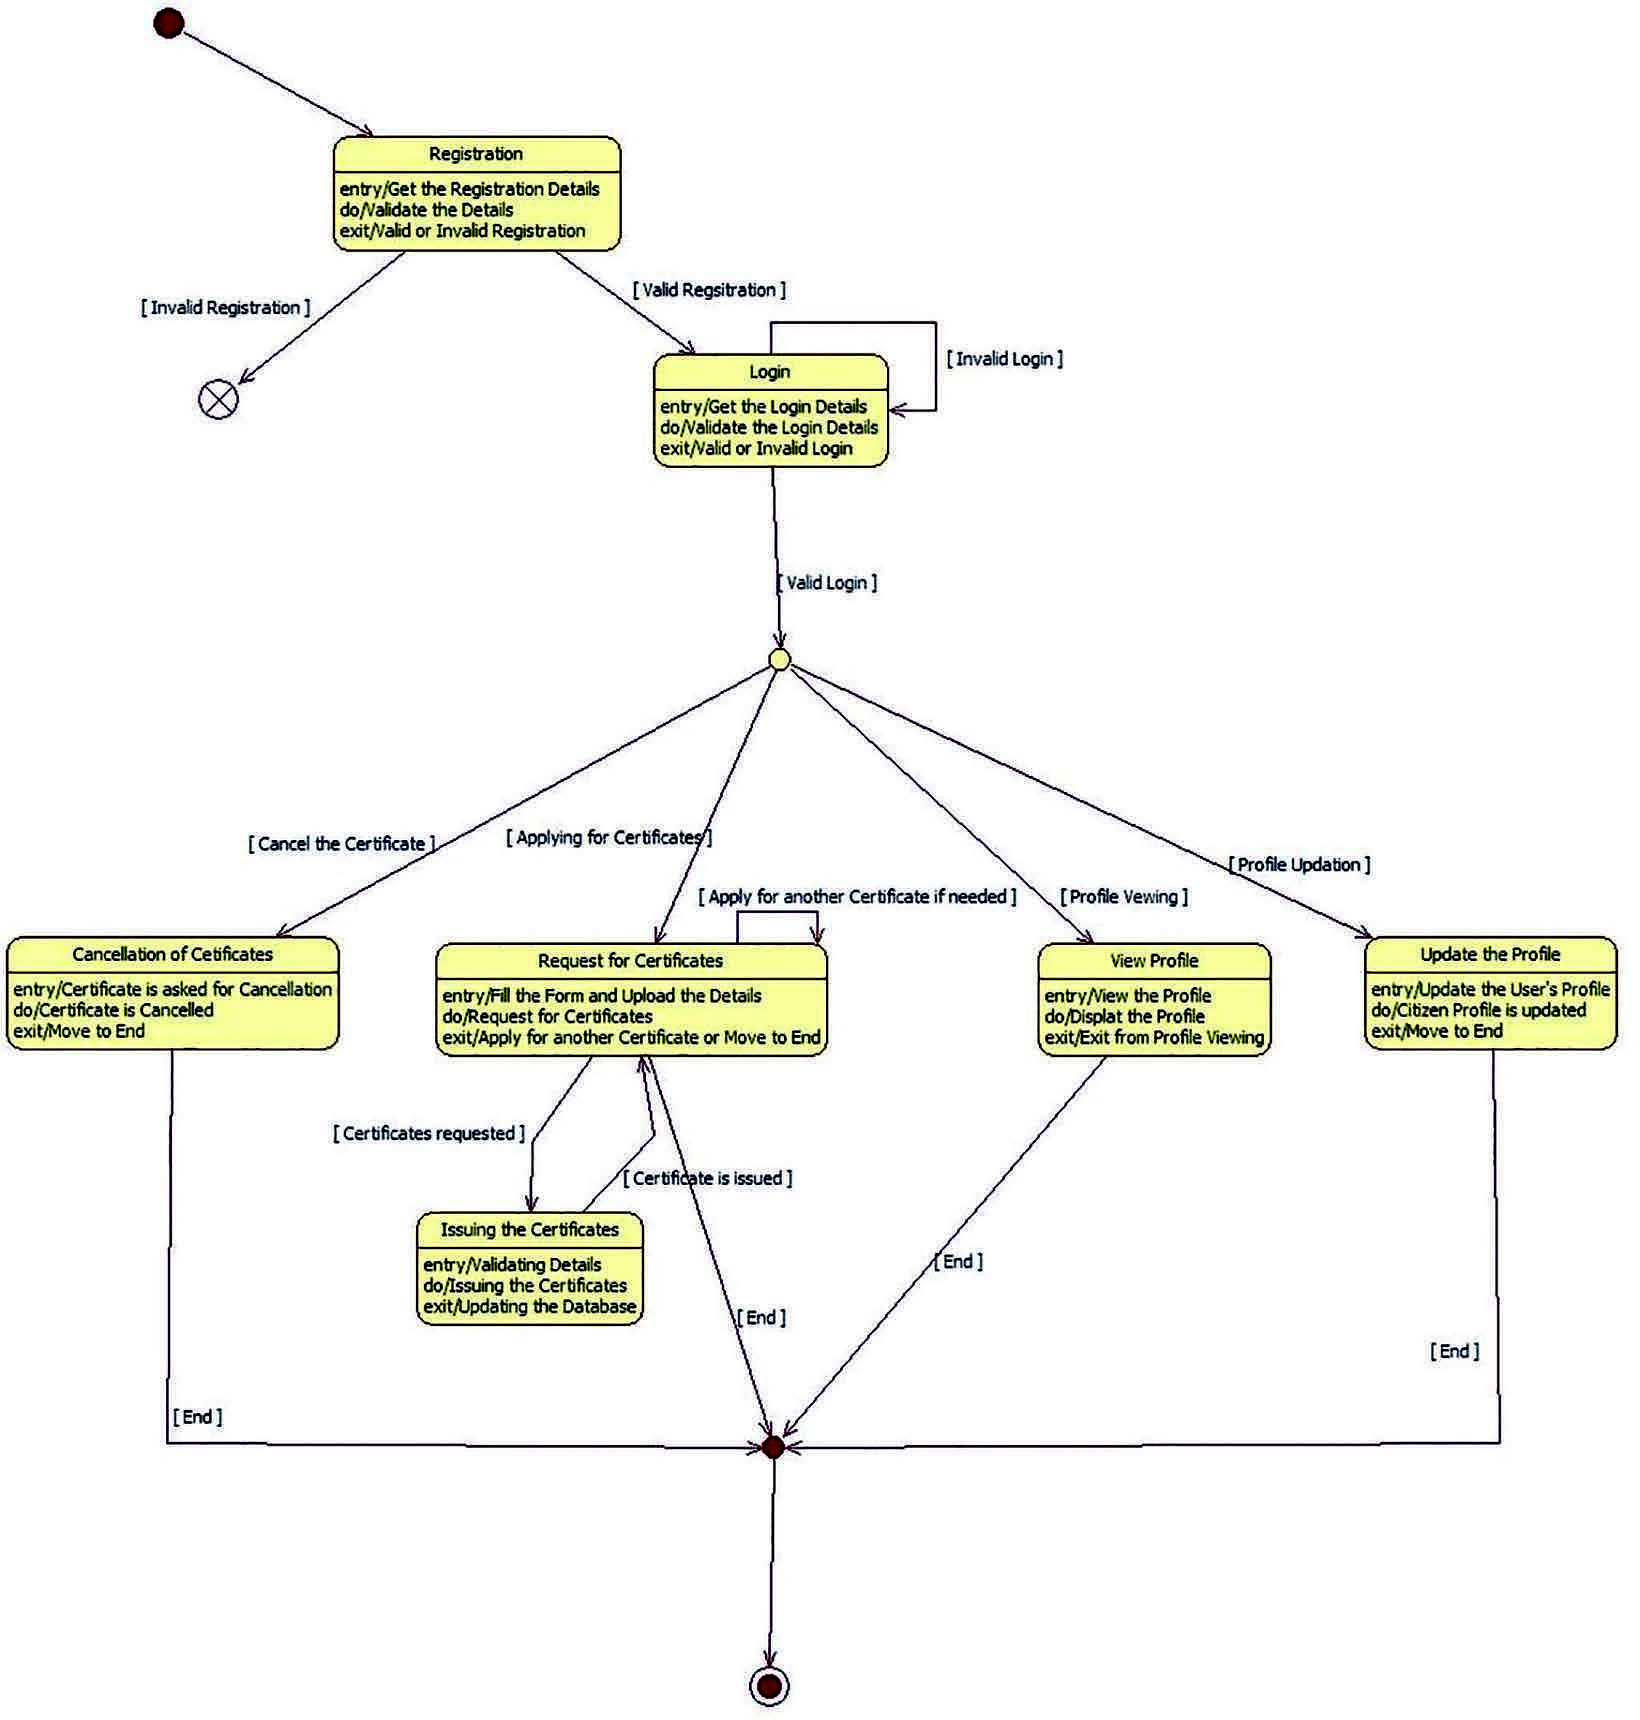 Registration
entry/Get the Registration Details
do/Validate the Details
exit/Valid or Invalid Registration
[ Valid Regsitration ]
[ Invalid Registration ]
[ Invalid Login ]
Login
entry/Get the Login Details
do/Validate the Login Details
exit/Valid or Invalid Login
[ Valid Login ]
[ Cancel the Certificate ]
[ Applying for Certificates ]
[ Profile Updation ]
[ Apply for another Certificate if needed ]
[ Profile Vewing ]
Cancellation of Cetificates
entry/Certificate is asked for Cancellation
do/Certificate is Cancelled
exit/Move to End
Request for Certificates
entry/Fill the Form and Upload the Details
do/Request for Certificates
exit/Apply for another Certificate or Move to End
View Profile
entry/View the Profile
do/Displat the Profile
exit/Exit from Profile Viewing
Update the Profile
entry/Update the User's Profile
do/Citizen Profile is updated
exit/Move to End
[ Certificates requested ]
[ Certificate is issued ]
Issuing the Certificates
entry/Validating Details
do/Issuing the Certificates
exit/Updating the Database
[ End ]
[ End ]
[ End ]
[ End ]